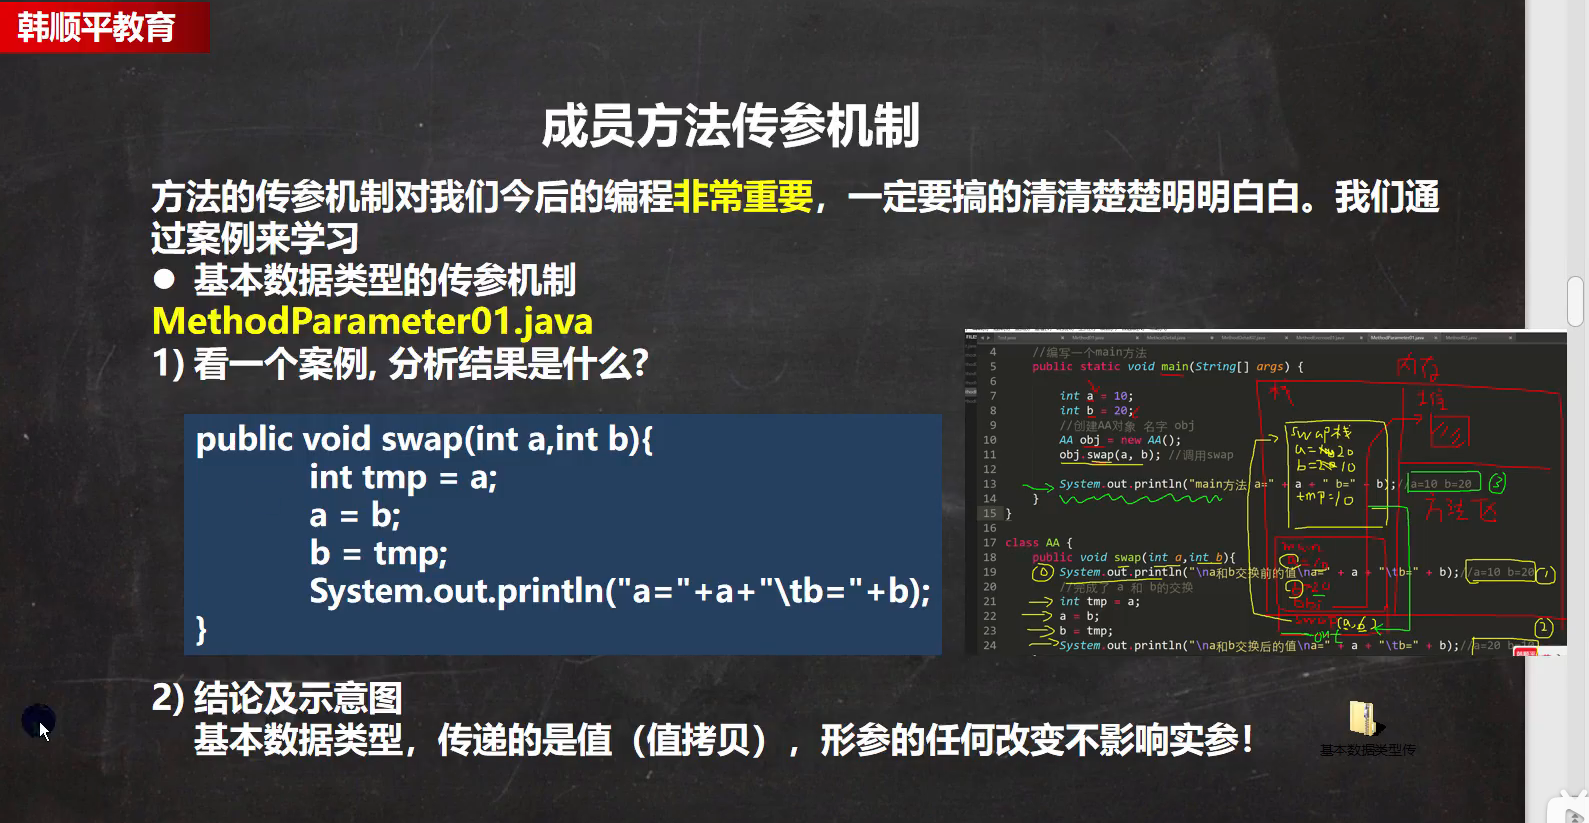 韩顺平教育
成员方法传参机制
方法的传参机制对我们今后的编程非常重要，一定要搞的清清楚楚明明白白。我们通
过案例来学习
● 基本数据类型的传参机制
MethodParameter01.java
1) 看一个案例, 分析结果是什么?
public void swap(int a,int b){
int tmp = a;
a = b;
b = tmp;
System.out.println("a="+a+"\tb="+b);
}
4 //编写一个main方法
5 public static void main(String[] args) {
6
7 int a = 10;
8 int b = 20;
9 //创建AA对象 名字 obj
10 AA obj = new AA();
11 obj.swap(a, b); //调用swap
12
13 System.out.println("main方法 a=" + a + " b=" + b);//a=10 b=20
14 }
15 }
16
17 class AA {
18 public void swap(int a,int b){
19 System.out.println("\na和b交换前的值\na=" + a + "\tb=" + b);//a=10 b=20
20 //完成了 a 和 b的交换
21 int tmp = a;
22 a = b;
23 b = tmp;
24 System.out.println("\na和b交换后的值\na=" + a + "\tb=" + b);//a=20 b=10
内存
栈
swap栈
tmp=10
方法区
main
obj
swap(a,b)
2) 结论及示意图
基本数据类型，传递的是值（值拷贝），形参的任何改变不影响实参！
基本数据类型传